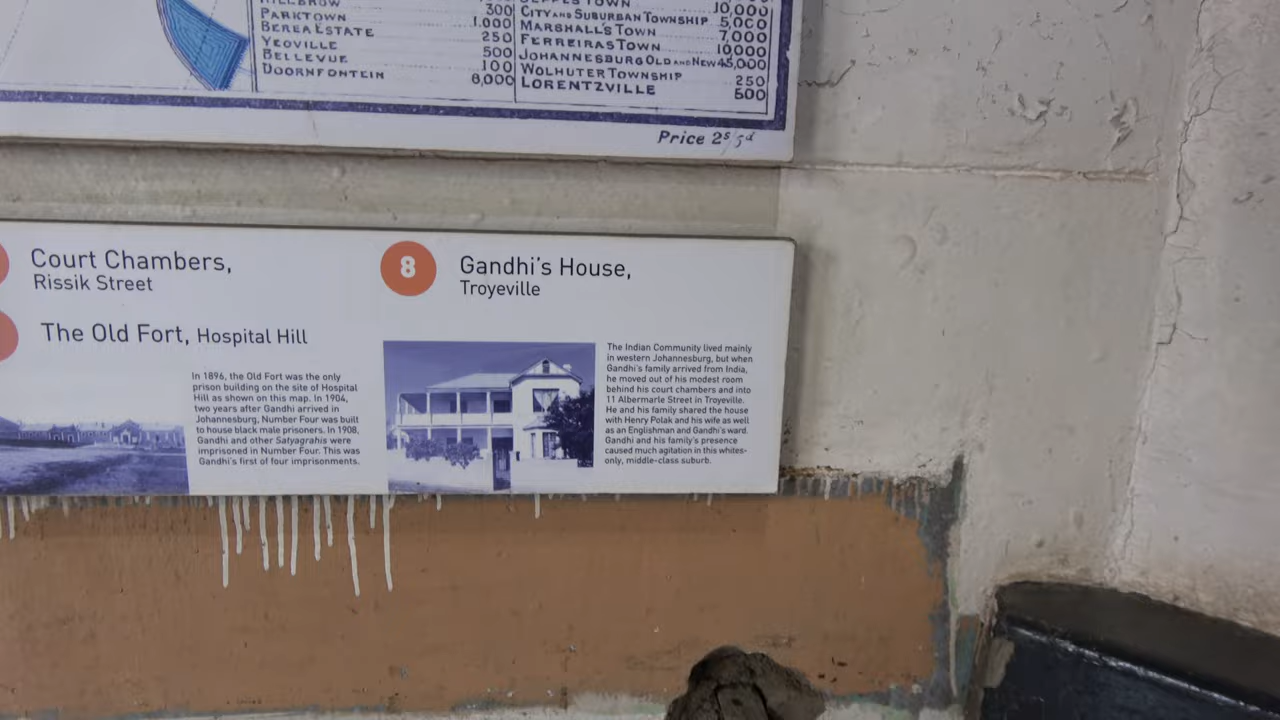 HILLBROW 300
PARKTOWN 1.000
BEREA ESTATE 250
YEOVILLE 500
BELLEVUE 100
DOORNFONTEIN 6,000
10,000
CITY AND SUBURBAN TOWNSHIP 5,000
MARSHALL'S TOWN 7,000
FERREIRAS TOWN 10000
JOHANNESBURG OLD AND NEW 45,000
WOLHUTER TOWNSHIP 250
LORENTZVILLE 500
Price 2s/
Court Chambers,
Rissik Street
The Old Fort, Hospital Hill
In 1896, the Old Fort was the only
prison building on the site of Hospital
Hill as shown on this map. In 1904,
two years after Gandhi arrived in
Johannesburg, Number Four was built
to house black male prisoners. In 1908,
Gandhi and other Satyagrahis were
imprisoned in Number Four. This was
Gandhi's first of four imprisonments.
8
Gandhi's House,
Troyeville
The Indian Community lived mainly
in western Johannesburg, but when
Gandhi's family arrived from India,
he moved out of his modest room
behind his court chambers and into
11 Albermarle Street in Troyeville.
He and his family shared the house
with Henry Polak and his wife as well
as an Englishman and Gandhi's ward.
Gandhi and his family's presence
caused much agitation in this whites-
only, middle-class suburb.